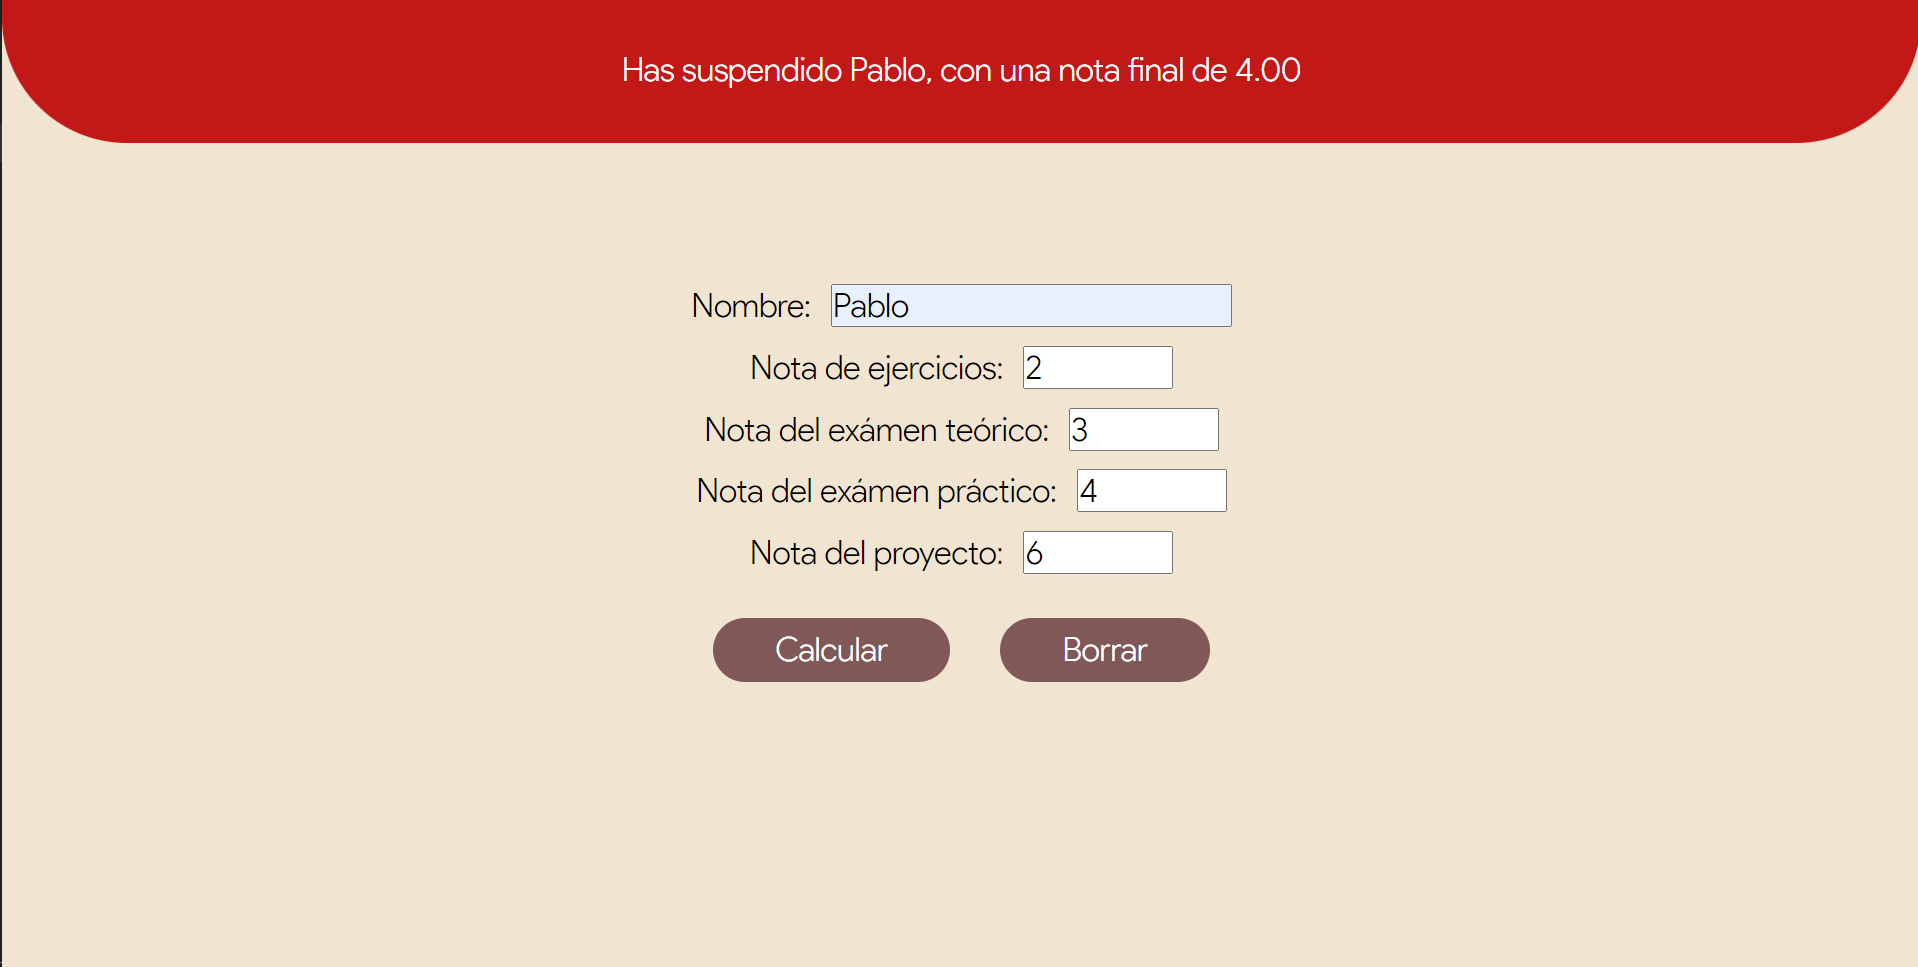 Has suspendido Pablo, con una nota final de 4.00
Nombre: Pablo
Nota de ejercicios: 2
Nota del exámen teórico: 3
Nota del exámen práctico: 4
Nota del proyecto: 6
Calcular Borrar